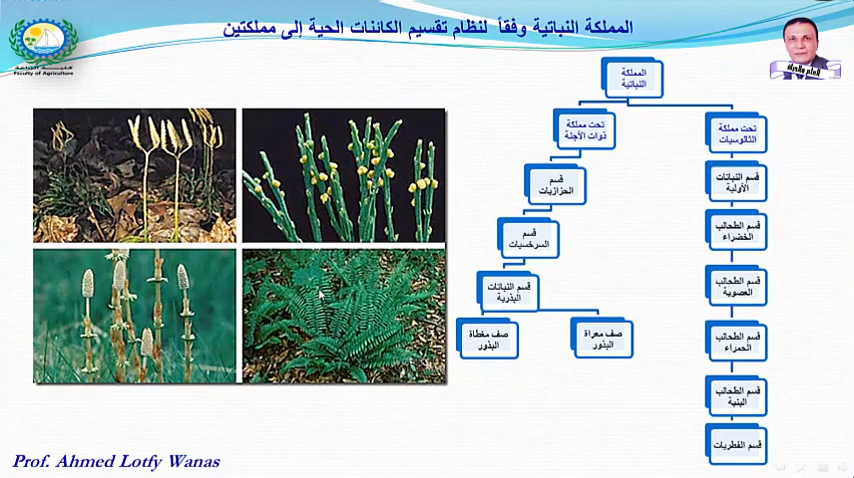 المملكة النباتية وفقاً لنظام تقسيم الكائنات الحية إلى مملكتين
Faculty of Agriculture
المملكة
النباتية
تحت مملكة
الثالوسيات
تحت مملكة
ذوات الأجنة
قسم النباتات
الأولية
قسم الطحالب
الخضراء
قسم الطحالب
العصوية
قسم الطحالب
الحمراء
قسم الطحالب
البنية
قسم الفطريات
قسم
الحزازيات
قسم
السرخسيات
قسم النباتات
البذرية
صف معراة
البذور
صف مغطاة
البذور
Prof. Ahmed Lotfy Wanas